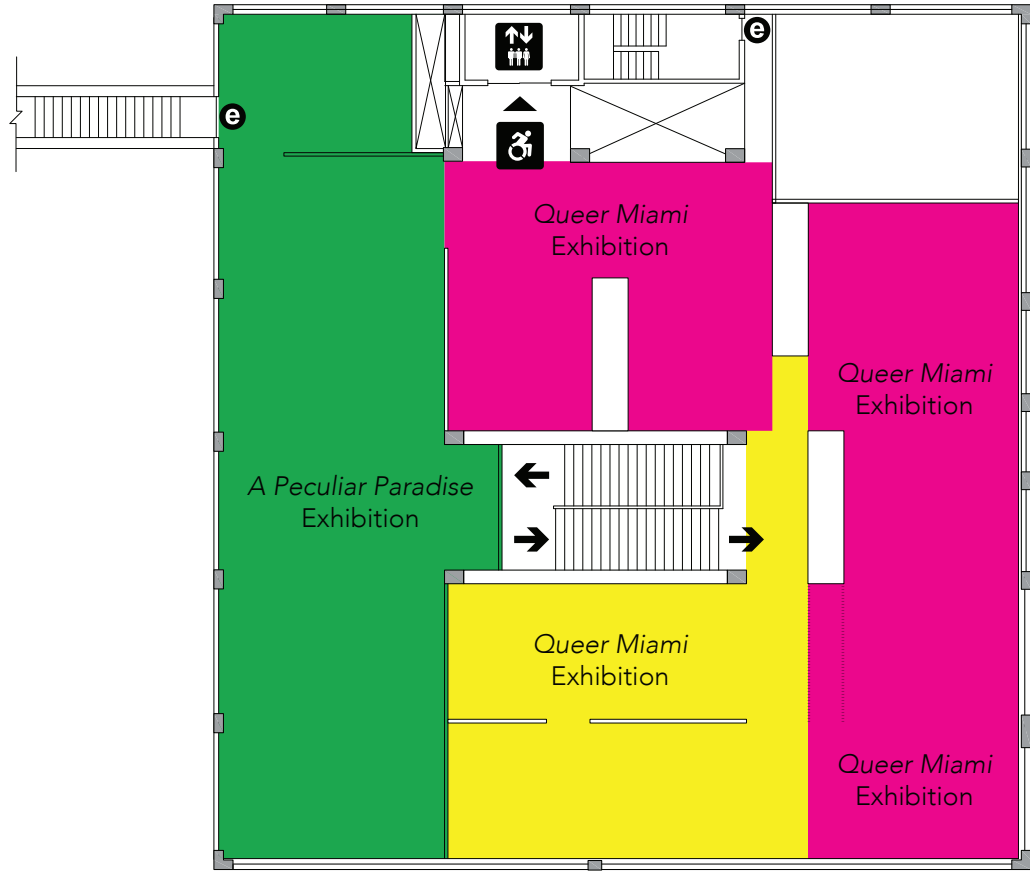 e
e
Queer Miami
Exhibition
Queer Miami
Exhibition
A Peculiar Paradise
Exhibition
Queer Miami
Exhibition
Queer Miami
Exhibition